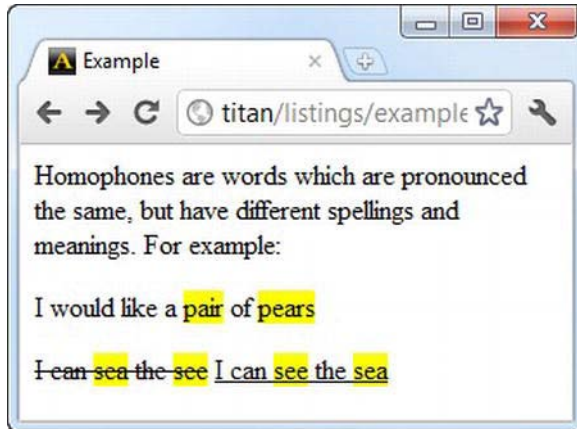 Example
titan/listings/example
Homophones are words which are pronounced
the same, but have different spellings and
meanings. For example:
I would like a pair of pears
I can sea the see I can see the sea